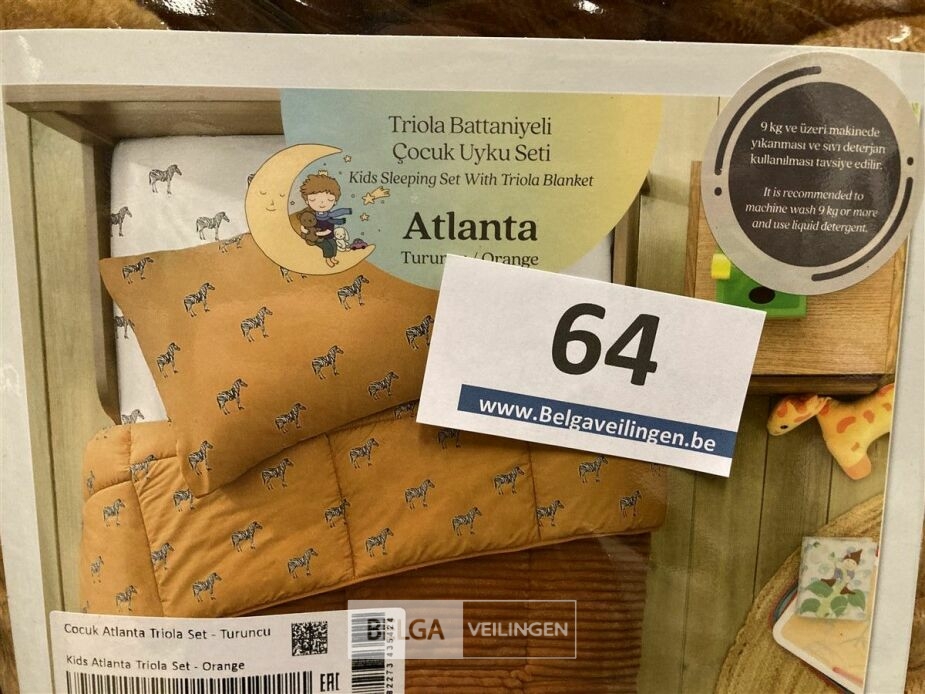 Triola Battaniyeli
Çocuk Uyku Seti
Kids Sleeping Set With Triola Blanket
Atlanta
/ Orange
9 kg ve üzeri makinede
yıkanması ve sıvı deterjan
kullanılması tavsiye edilir.
It is recommended to
machine wash 9 kg or more
and use liquid detergent.
64
www.Belgaveilingen.be
Çocuk Atlanta Triola Set - Turuncu
Kids Atlanta Triola Set - Orange
EAC
BELGA VEILINGEN